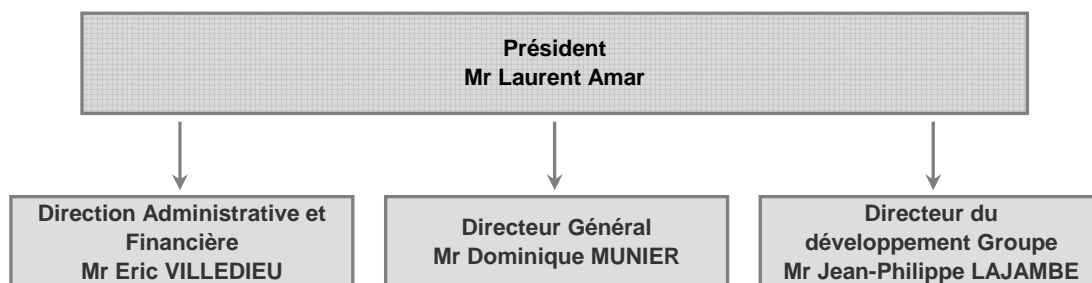 Président
Mr Laurent Amar
Direction Administrative et
Financière
Mr Eric VILLEDIEU
Directeur Général
Mr Dominique MUNIER
Directeur du
développement Groupe
Mr Jean-Philippe LAJAMBE